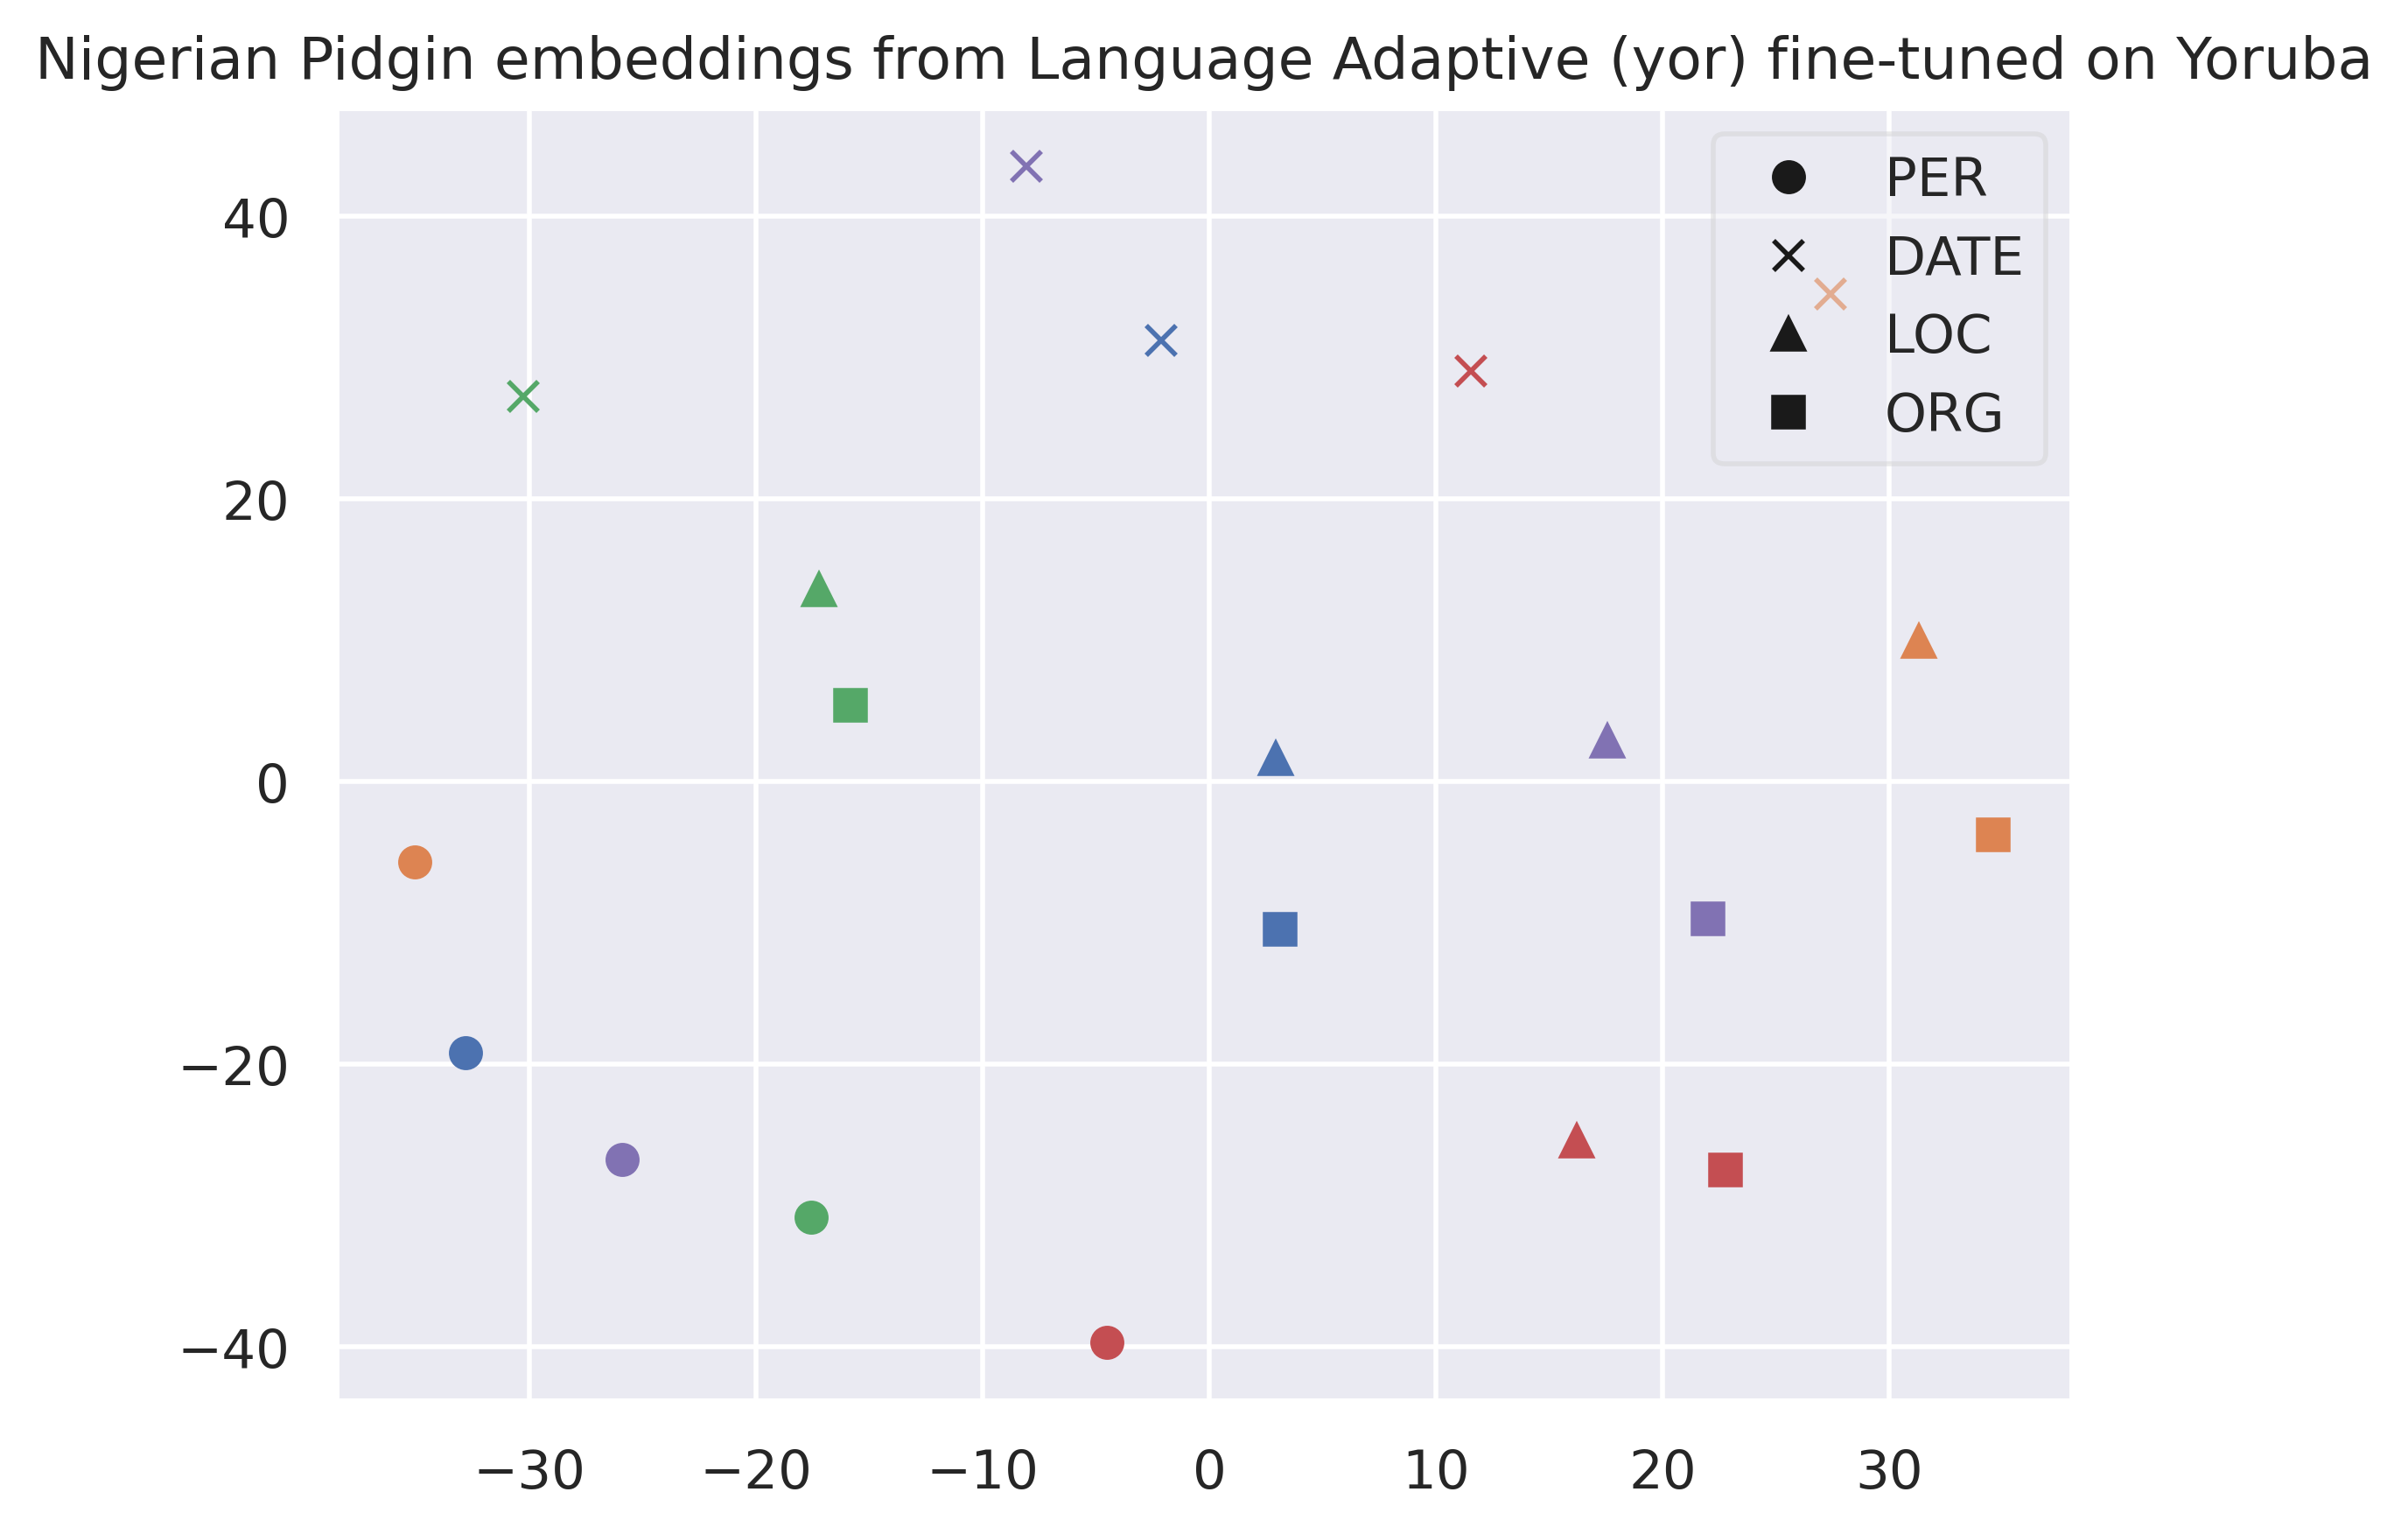 Nigerian Pidgin embeddings from Language Adaptive (yor) fine-tuned on Yoruba
PER
DATE
LOC
ORG
40
20
0
−20
−40
−30 −20 −10 0 10 20 30